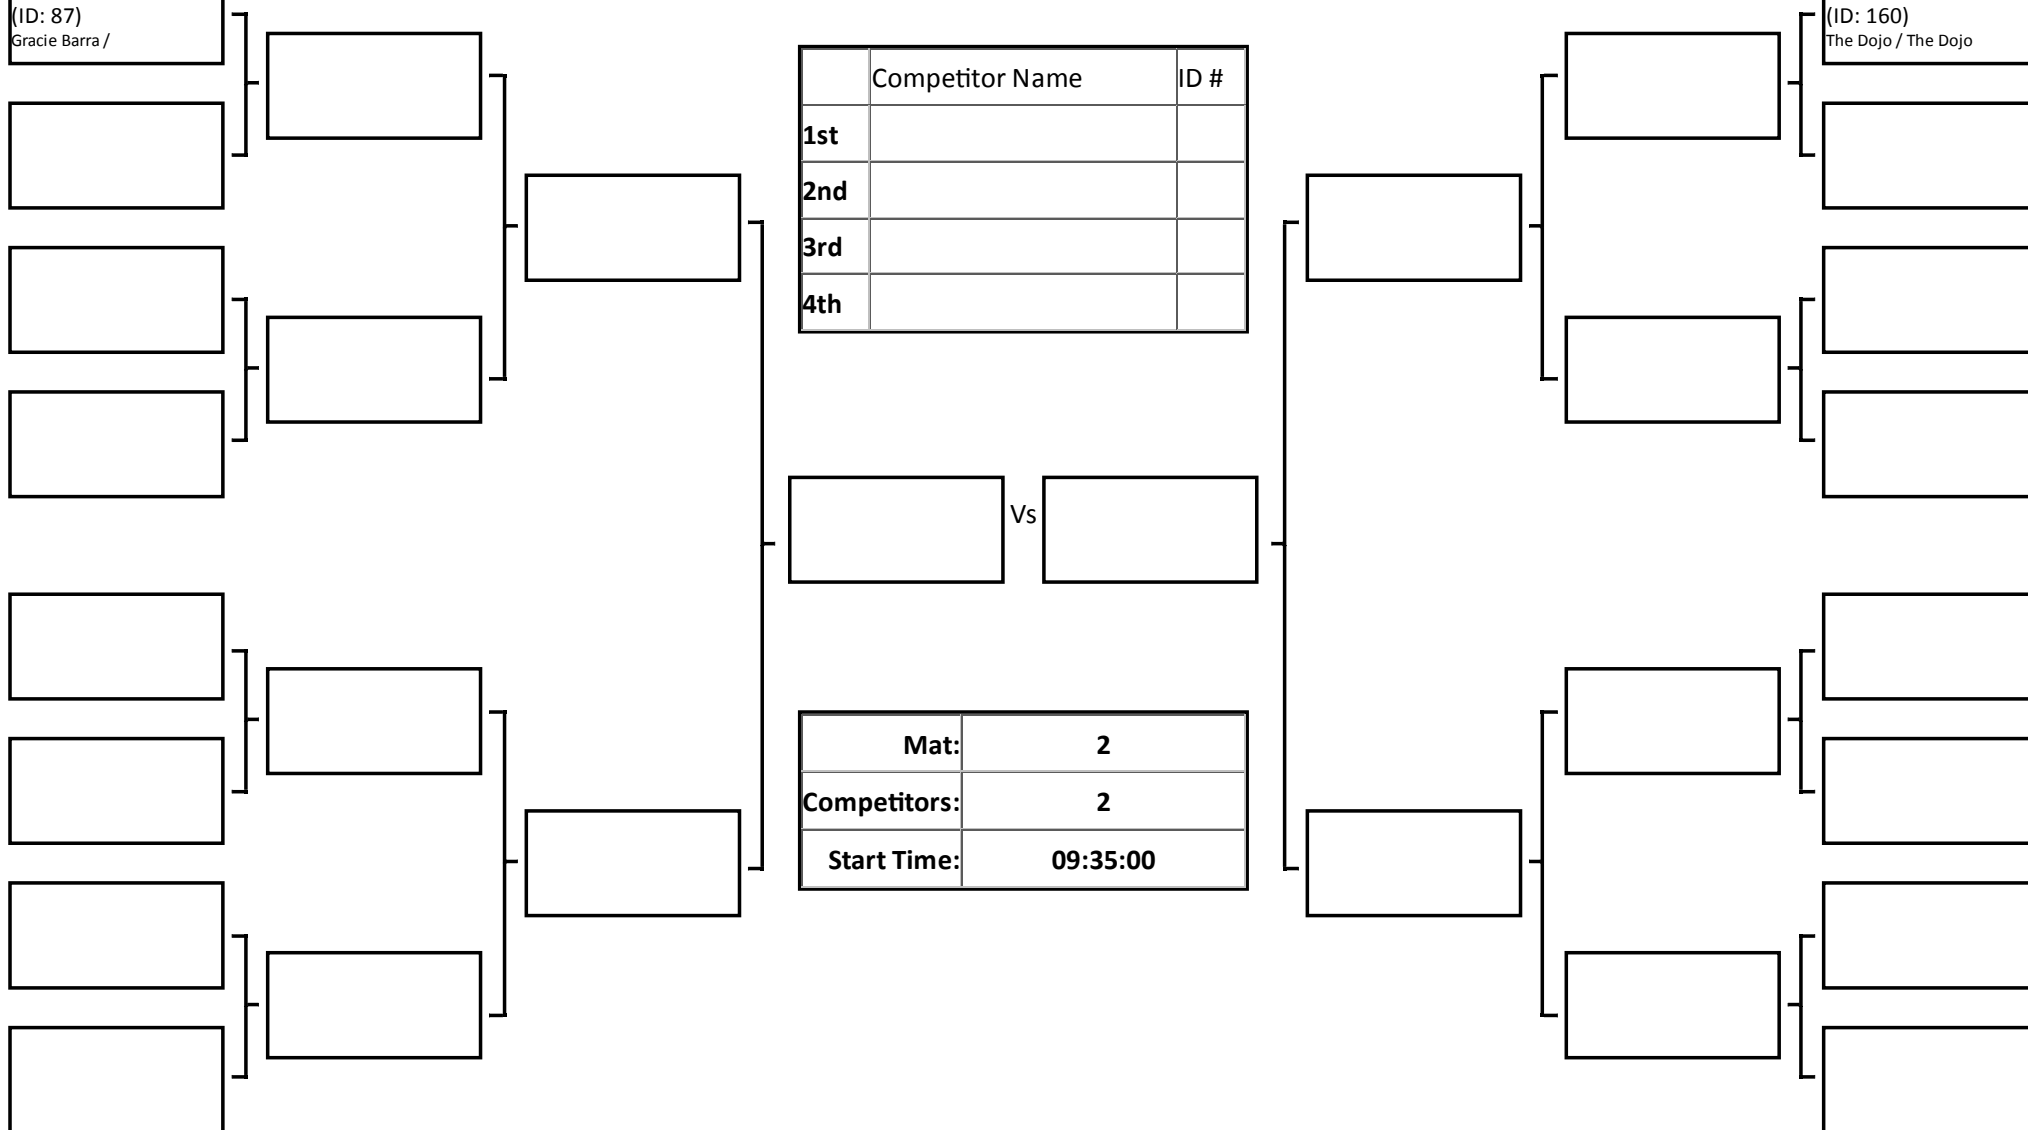 (ID: 87)
Gracie Barra /
(ID: 160)
The Dojo / The Dojo
Competitor Name ID #
1st
2nd
3rd
4th
Vs
Mat: 2
Competitors: 2
Start Time: 09:35:00